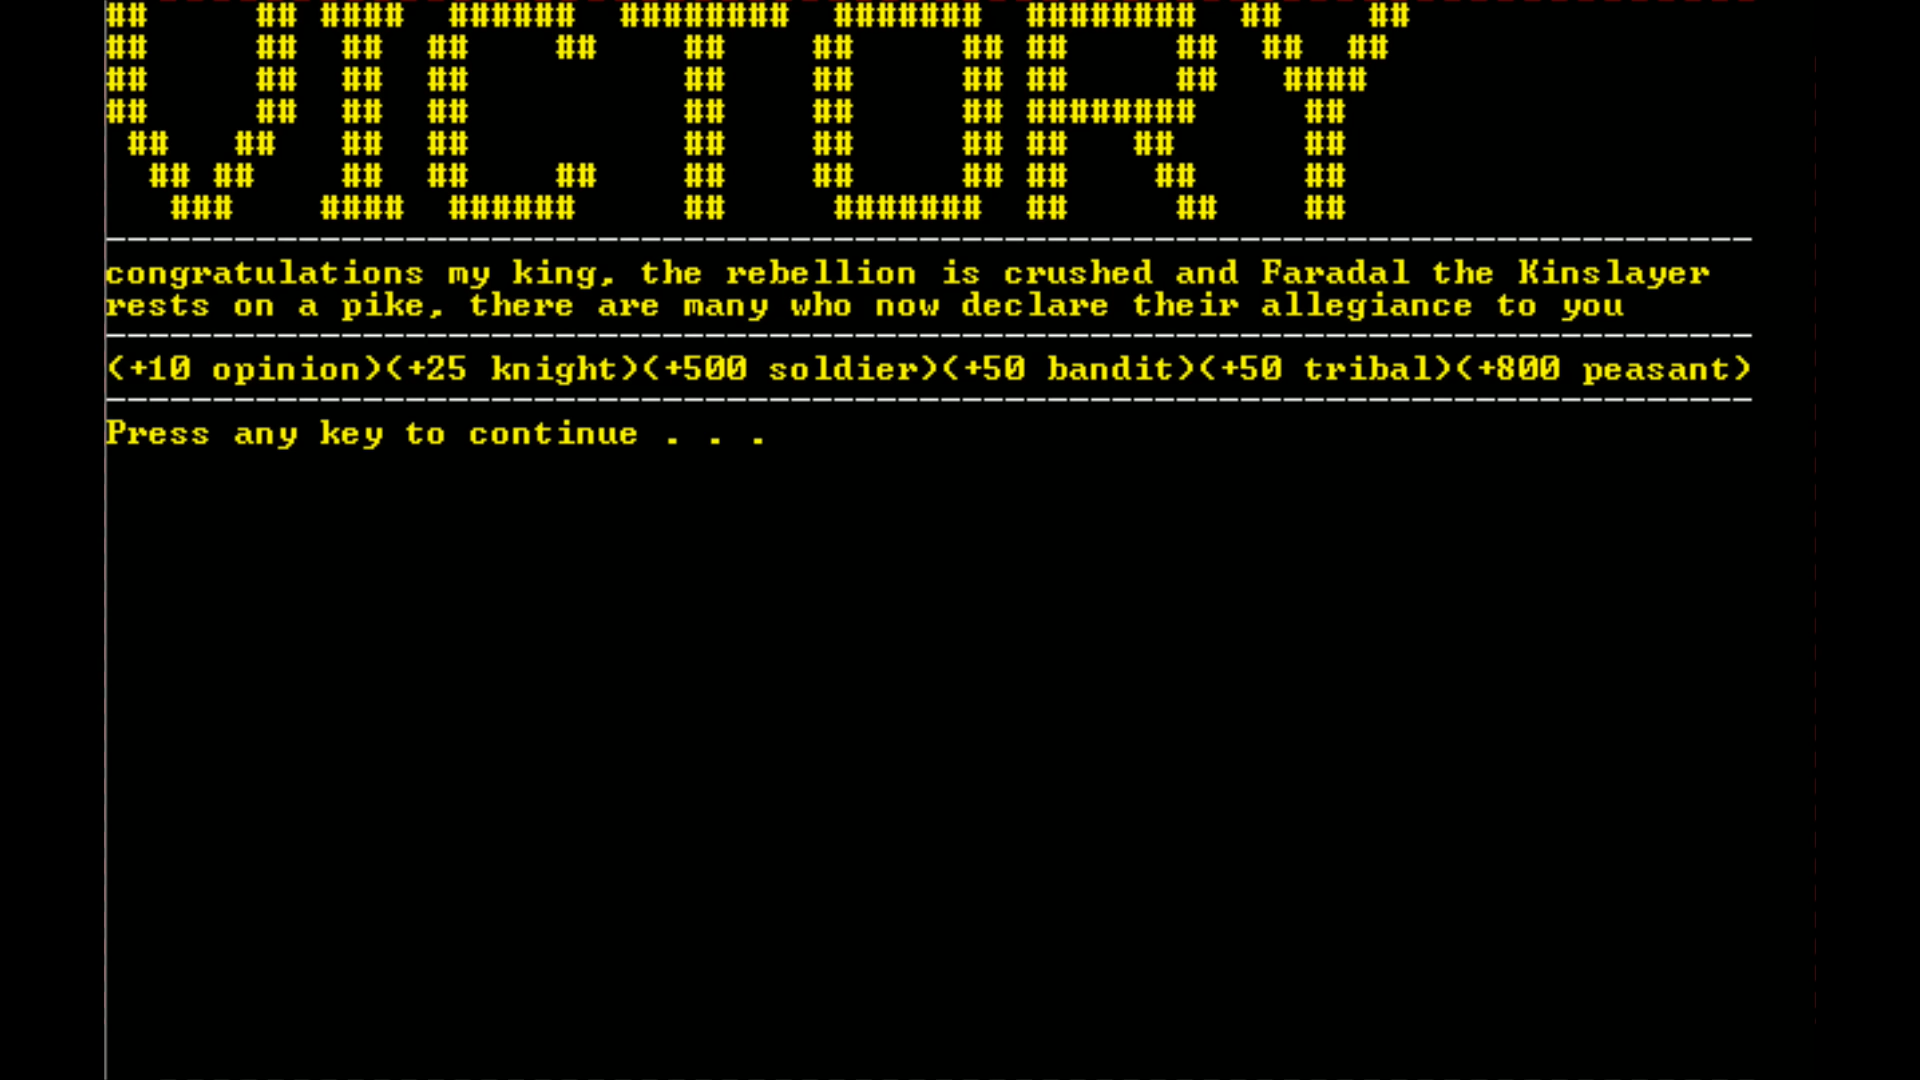 VICTORY
congratulations my king, the rebellion is crushed and Faradal the Kinslayer
rests on a pike, there are many who now declare their allegiance to you
(+10 opinion)(+25 knight)(+500 soldier)(+50 bandit)(+50 tribal)(+800 peasant)
Press any key to continue . . .